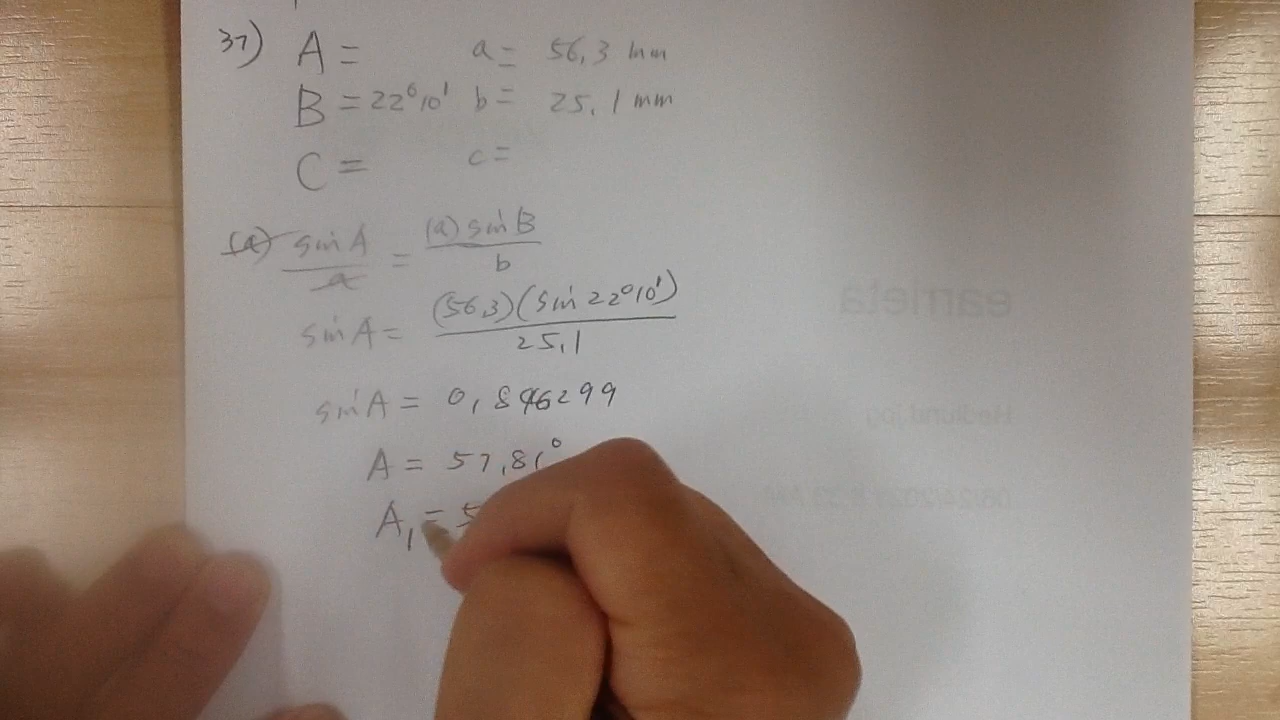 37) A = a = 56,3 mm
B = 22°10' b = 25,1 mm
C = c =
(a) sin A / a = (a) sin B / b
sin A = (56,3)(sin 22°10') / 25,1
sin A = 0,846299
A = 57,81°
A₁ = 5